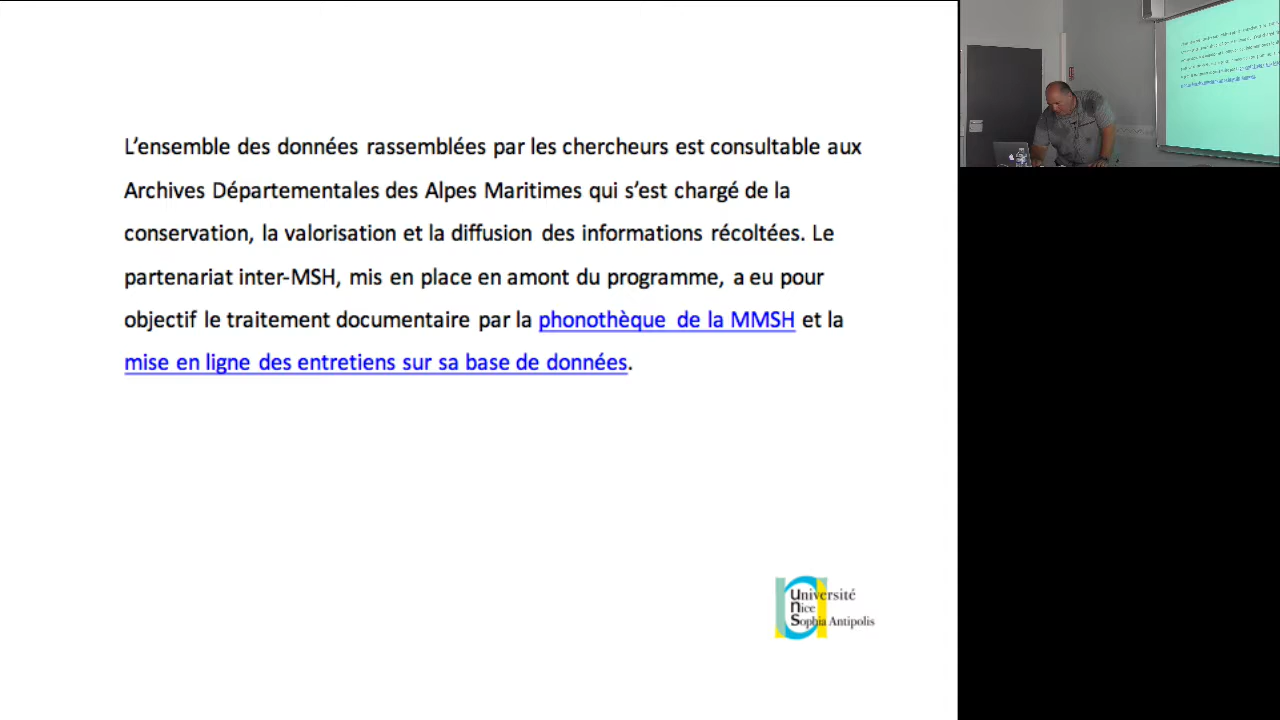 L'ensemble des données rassemblées par les chercheurs est consultable aux
Archives Départementales des Alpes Maritimes qui s'est chargé de la
conservation, la valorisation et la diffusion des informations récoltées. Le
partenariat inter-MSH, mis en place en amont du programme, a eu pour
objectif le traitement documentaire par la phonothèque de la MMSH et la
mise en ligne des entretiens sur sa base de données.
Université
Nice
Sophia Antipolis